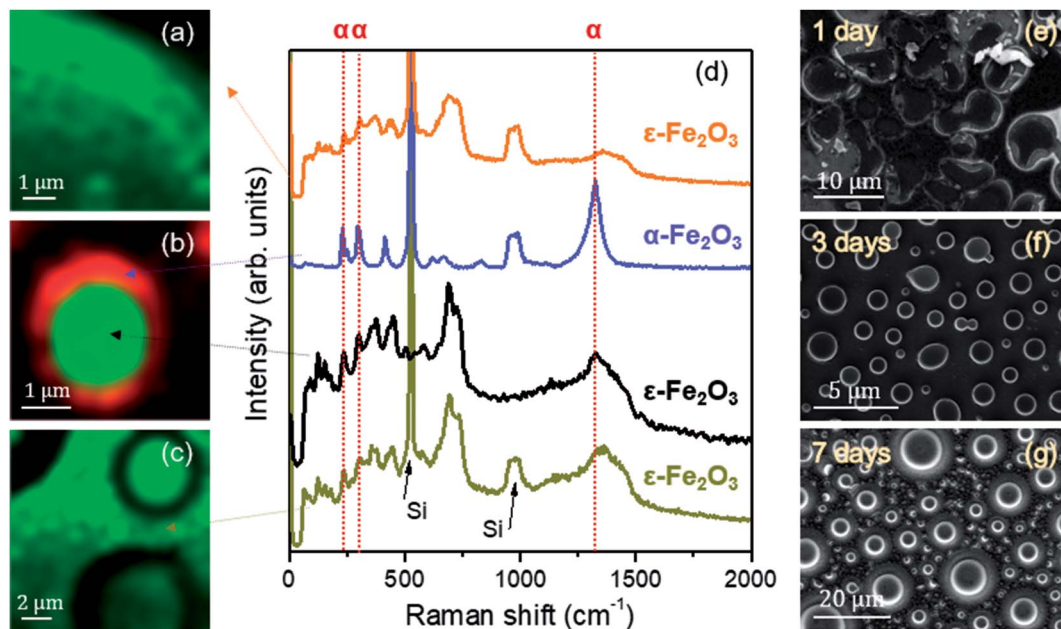 (a)
1 μm
(b)
1 μm
(c)
2 μm
α α α
(d)
ε-Fe₂O₃
α-Fe₂O₃
ε-Fe₂O₃
ε-Fe₂O₃
Si
Si
Intensity (arb. units)
0 500 1000 1500 2000
Raman shift (cm⁻¹)
1 day (e)
10 μm
3 days (f)
5 μm
7 days (g)
20 μm